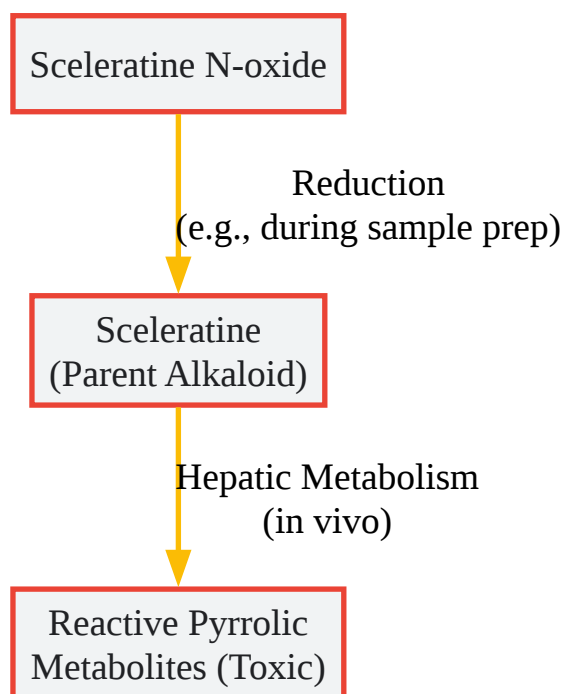 Sceleratine N-oxide
Reduction
(e.g., during sample prep)
Sceleratine
(Parent Alkaloid)
Hepatic Metabolism
(in vivo)
Reactive Pyrrolic
Metabolites (Toxic)